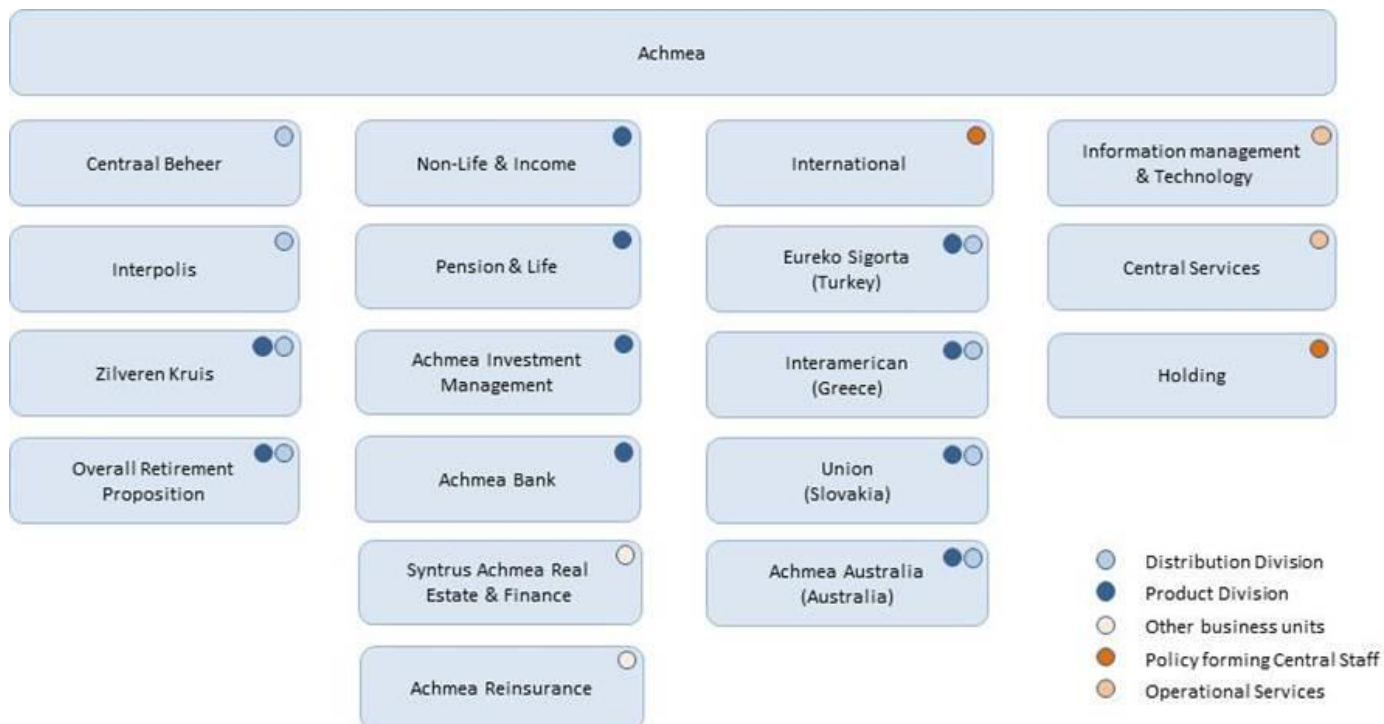 Achmea
Centraal Beheer
Interpolis
Zilveren Kruis
Overall Retirement
Proposition
Non-Life & Income
Pension & Life
Achmea Investment
Management
Achmea Bank
Syntrus Achmea Real
Estate & Finance
Achmea Reinsurance
International
Eureko Sigorta
(Turkey)
Interamerican
(Greece)
Union
(Slovakia)
Achmea Australia
(Australia)
Information management
& Technology
Central Services
Holding
Distribution Division
Product Division
Other business units
Policy forming Central Staff
Operational Services